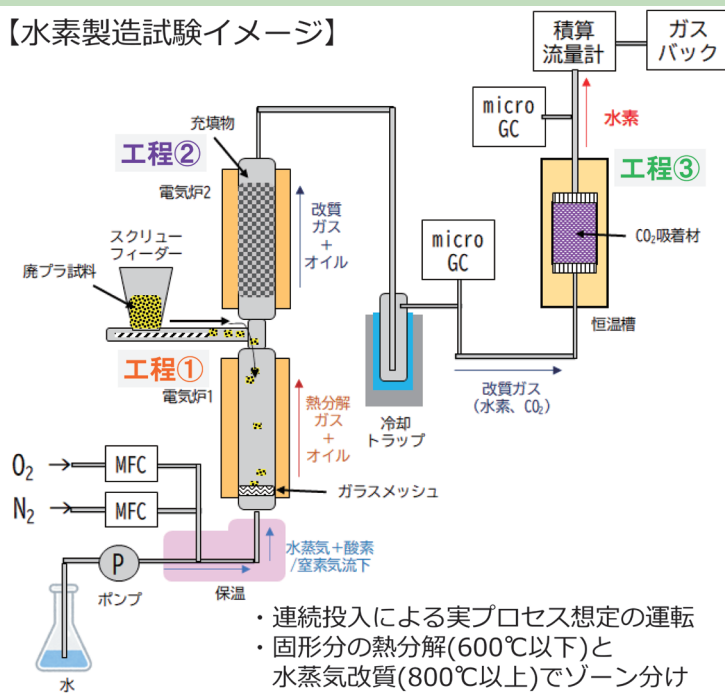 【水素製造試験イメージ】
積算
流量計
ガス
バック
micro
GC
水素
充填物
工程②
電気炉2
改質
ガス
+
オイル
工程③
CO₂吸着材
恒温槽
micro
GC
スクリュー
フィーダー
廃プラ試料
工程①
電気炉1
熱分解
ガス
+
オイル
冷却
トラップ
改質ガス
(水素、CO₂)
ガラスメッシュ
O₂
MFC
N₂
MFC
水蒸気+酸素
/窒素気流下
P
ポンプ
保温
水
・連続投入による実プロセス想定の運転
・固形分の熱分解(600℃以下)と
水蒸気改質(800℃以上)でゾーン分け